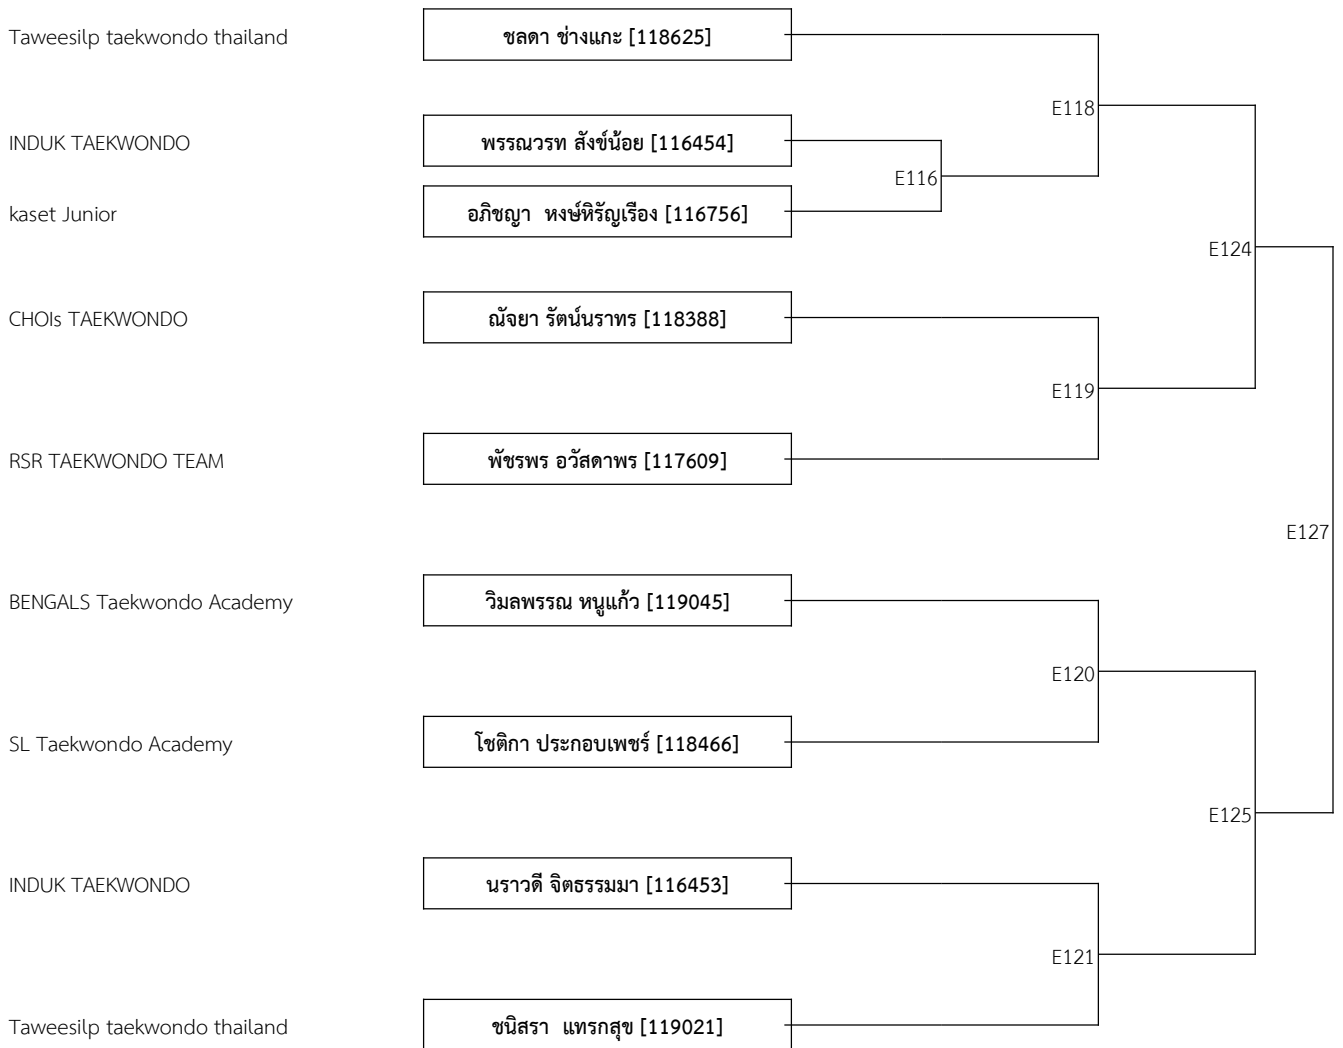 Taweesilp taekwondo thailand
ชลดา ช่างแกะ [118625]
E118
INDUK TAEKWONDO
พรรณวรท สังข์น้อย [116454]
E116
kaset Junior
อภิชญา  หงษ์หิรัญเรือง [116756]
E124
CHOIs TAEKWONDO
ณัจยา รัตน์นราทร [118388]
E119
RSR TAEKWONDO TEAM
พัชรพร อวัสดาพร [117609]
E127
BENGALS Taekwondo Academy
วิมลพรรณ หนูแก้ว [119045]
E120
SL Taekwondo Academy
โชติกา ประกอบเพชร์ [118466]
E125
INDUK TAEKWONDO
นราวดี จิตธรรมมา [116453]
E121
Taweesilp taekwondo thailand
ชนิสรา  แทรกสุข [119021]